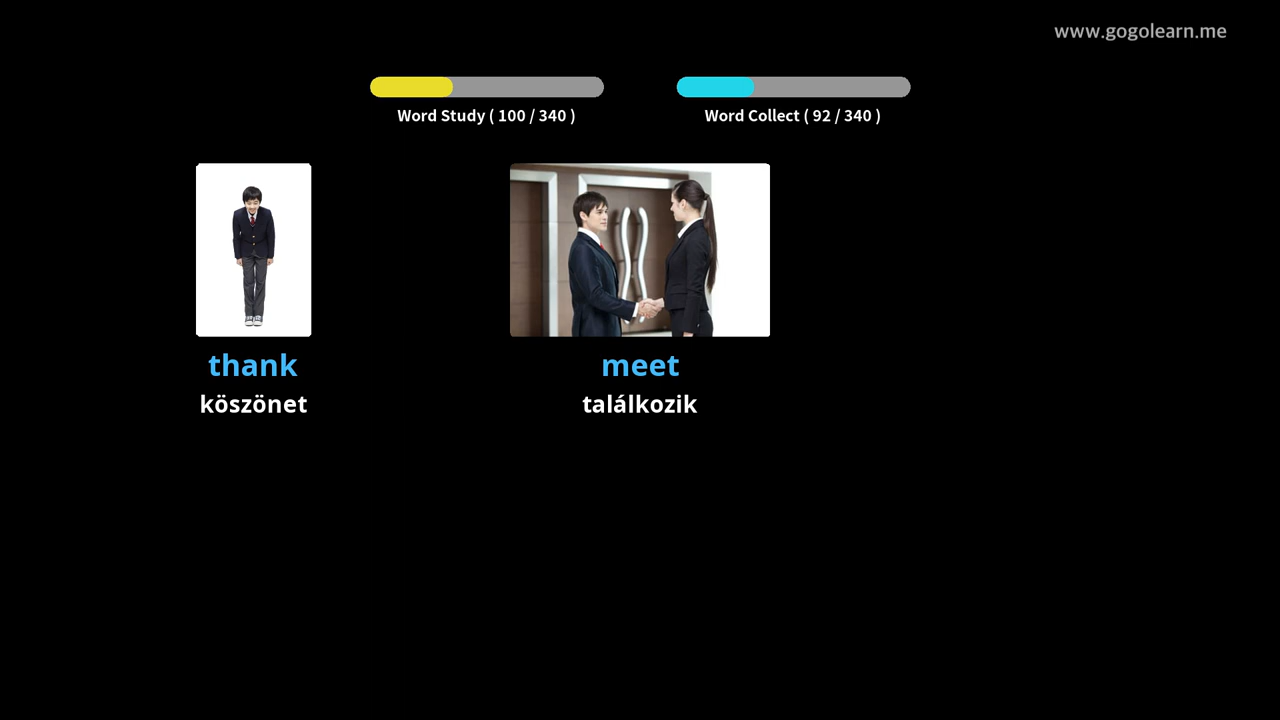 www.gogolearn.me
Word Study ( 100 / 340 )
Word Collect ( 92 / 340 )
thank
köszönet
meet
találkozik